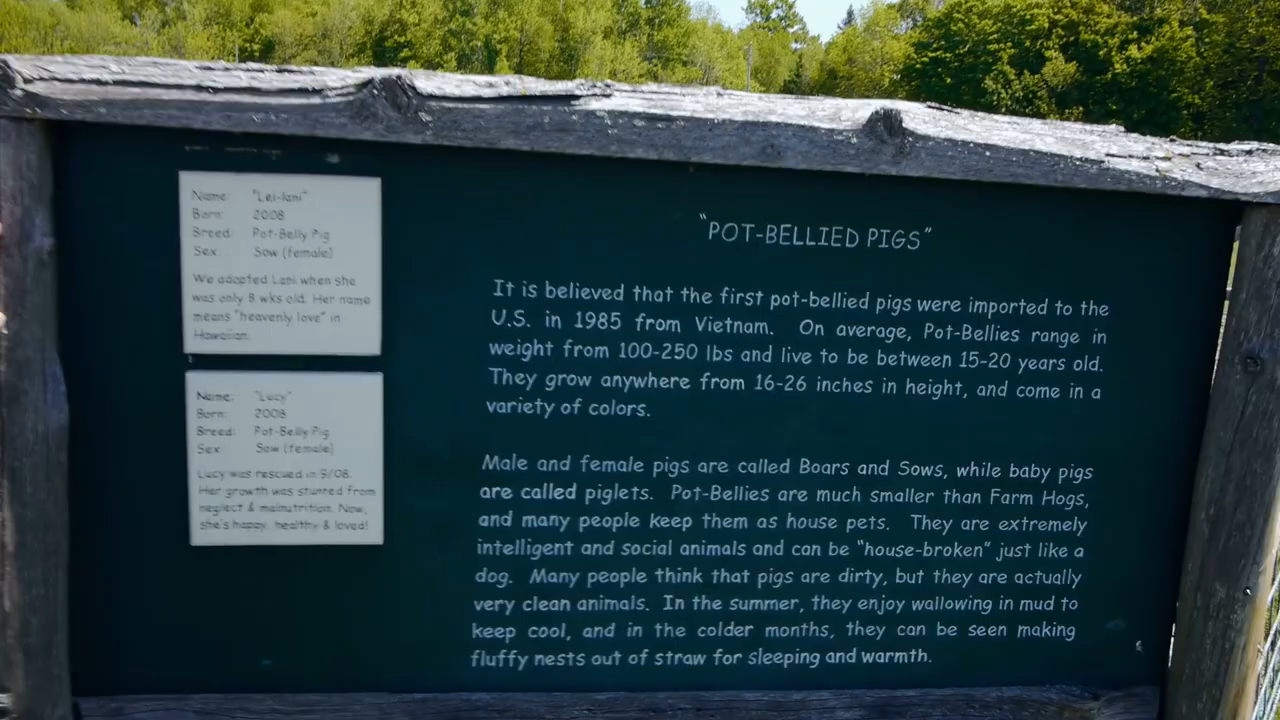 Name: "Lei-lani"
Born: 2008
Breed: Pot-Belly Pig
Sex: Sow (female)
We adopted Lani when she
was only 8 wks old. Her name
means "heavenly love" in
Hawaiian.
Name: "Lucy"
Born: 2008
Breed: Pot-Belly Pig
Sex: Sow (female)
Lucy was rescued in 9/08.
Her growth was stunted from
neglect & malnutrition. Now,
she's happy, healthy & loved!
"POT-BELLIED PIGS"
It is believed that the first pot-bellied pigs were imported to the
U.S. in 1985 from Vietnam. On average, Pot-Bellies range in
weight from 100-250 lbs and live to be between 15-20 years old.
They grow anywhere from 16-26 inches in height, and come in a
variety of colors.
Male and female pigs are called Boars and Sows, while baby pigs
are called piglets. Pot-Bellies are much smaller than Farm Hogs,
and many people keep them as house pets. They are extremely
intelligent and social animals and can be "house-broken" just like a
dog. Many people think that pigs are dirty, but they are actually
very clean animals. In the summer, they enjoy wallowing in mud to
keep cool, and in the colder months, they can be seen making
fluffy nests out of straw for sleeping and warmth.